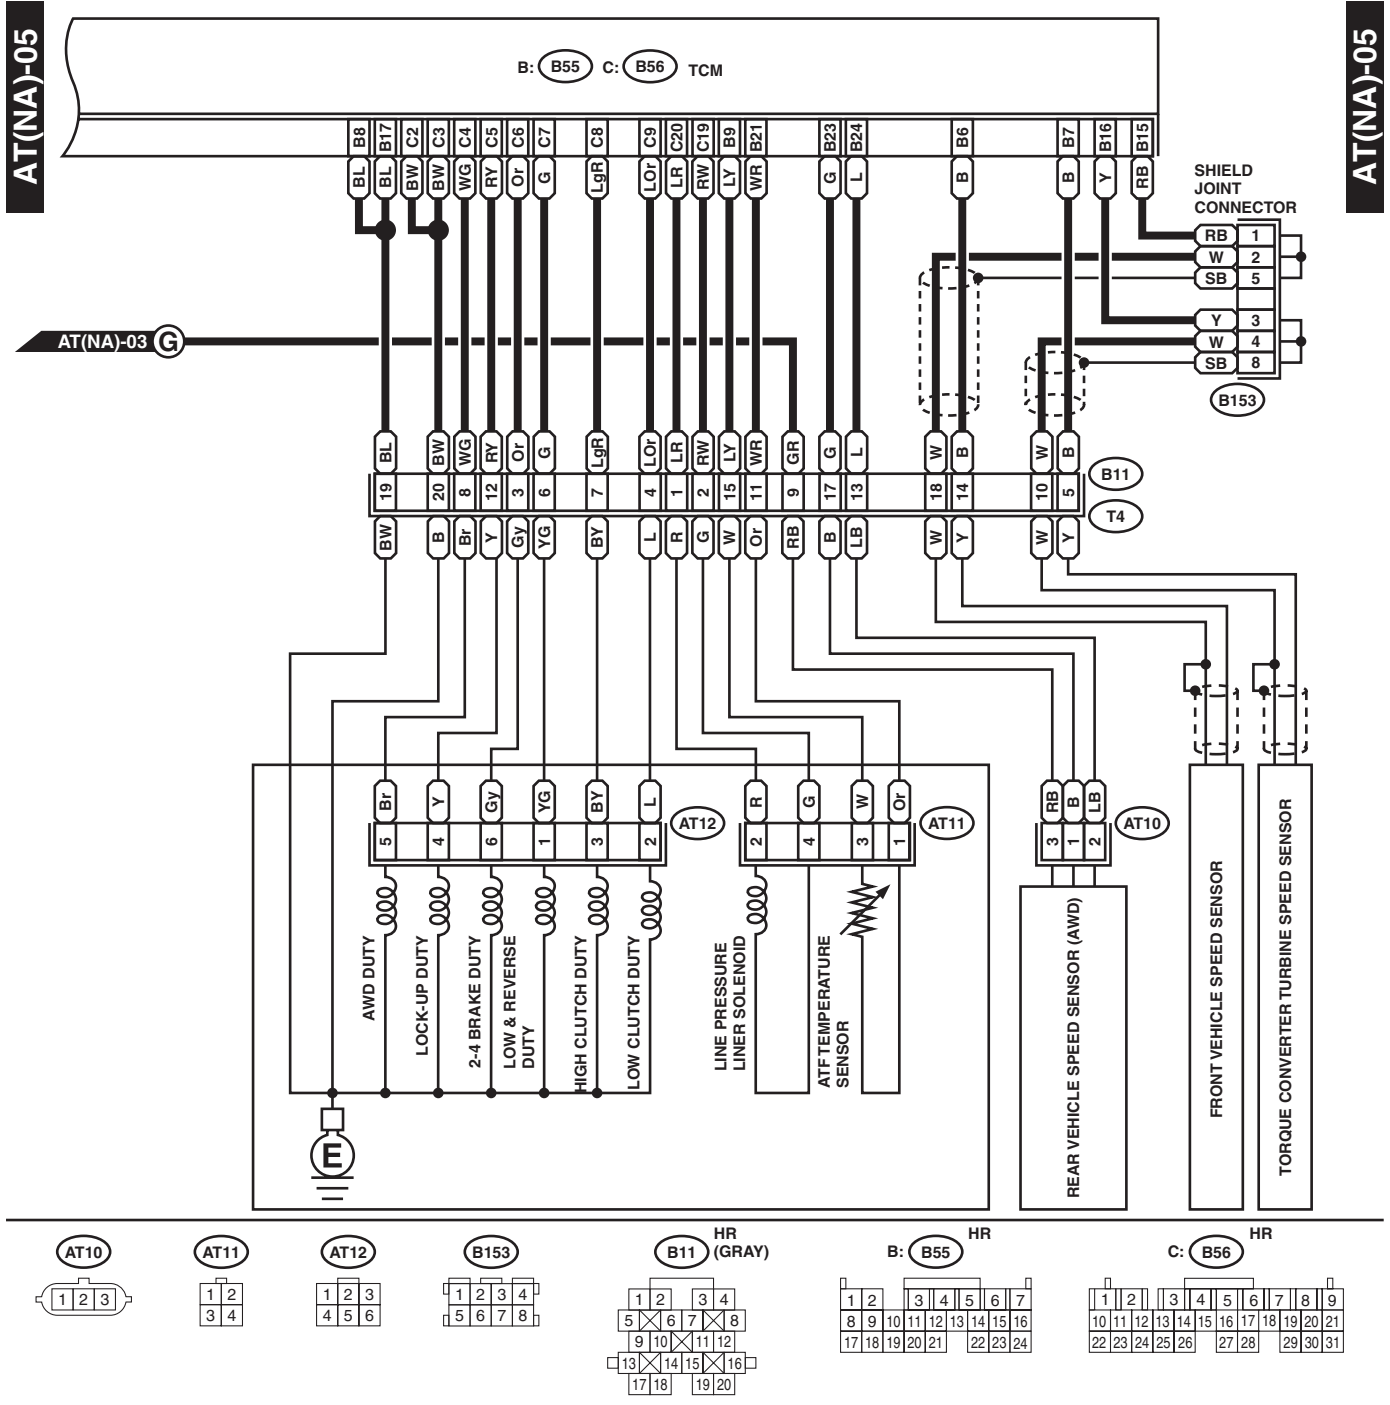 AT(NA)-05
AT(NA)-05
B: B55 C: B56 TCM
B8 B17 C2 C3 C4 C5 C6 C7 C8 C9 C20 C19 B9 B21 B23 B24 B6 B7 B16 B15
BL BL BW BW WG RY Or G LgR LOr LR RW LY WR G L B B Y RB
SHIELD
JOINT
CONNECTOR
RB 1
W 2
SB 5
Y 3
W 4
SB 8
B153
AT(NA)-03 G
BL BW WG RY Or G LgR LOr LR RW LY WR GR G L W B W B
B11
19 20 8 12 3 6 7 4 1 2 15 11 9 17 13 18 14 10 5
T4
BW B Br Y Gy YG BY L R G W Or RB B LB W Y W Y
Br Y Gy YG BY L R G W Or RB B LB
5 4 6 1 3 2 AT12
2 4 3 1 AT11
3 1 2 AT10
AWD DUTY
LOCK-UP DUTY
2-4 BRAKE DUTY
LOW & REVERSE
DUTY
HIGH CLUTCH DUTY
LOW CLUTCH DUTY
LINE PRESSURE
LINER SOLENOID
ATF TEMPERATURE
SENSOR
REAR VEHICLE SPEED SENSOR (AWD)
FRONT VEHICLE SPEED SENSOR
TORQUE CONVERTER TURBINE SPEED SENSOR
E
AT10
1 2 3
AT11
1 2
3 4
AT12
1 2 3
4 5 6
B153
1 2 3 4
5 6 7 8
B11 HR
(GRAY)
1 2 3 4
5 6 7 8
9 10 11 12
13 14 15 16
17 18 19 20
B: B55 HR
1 2 3 4 5 6 7
8 9 10 11 12 13 14 15 16
17 18 19 20 21 22 23 24
C: B56 HR
1 2 3 4 5 6 7 8 9
10 11 12 13 14 15 16 17 18 19 20 21
22 23 24 25 26 27 28 29 30 31